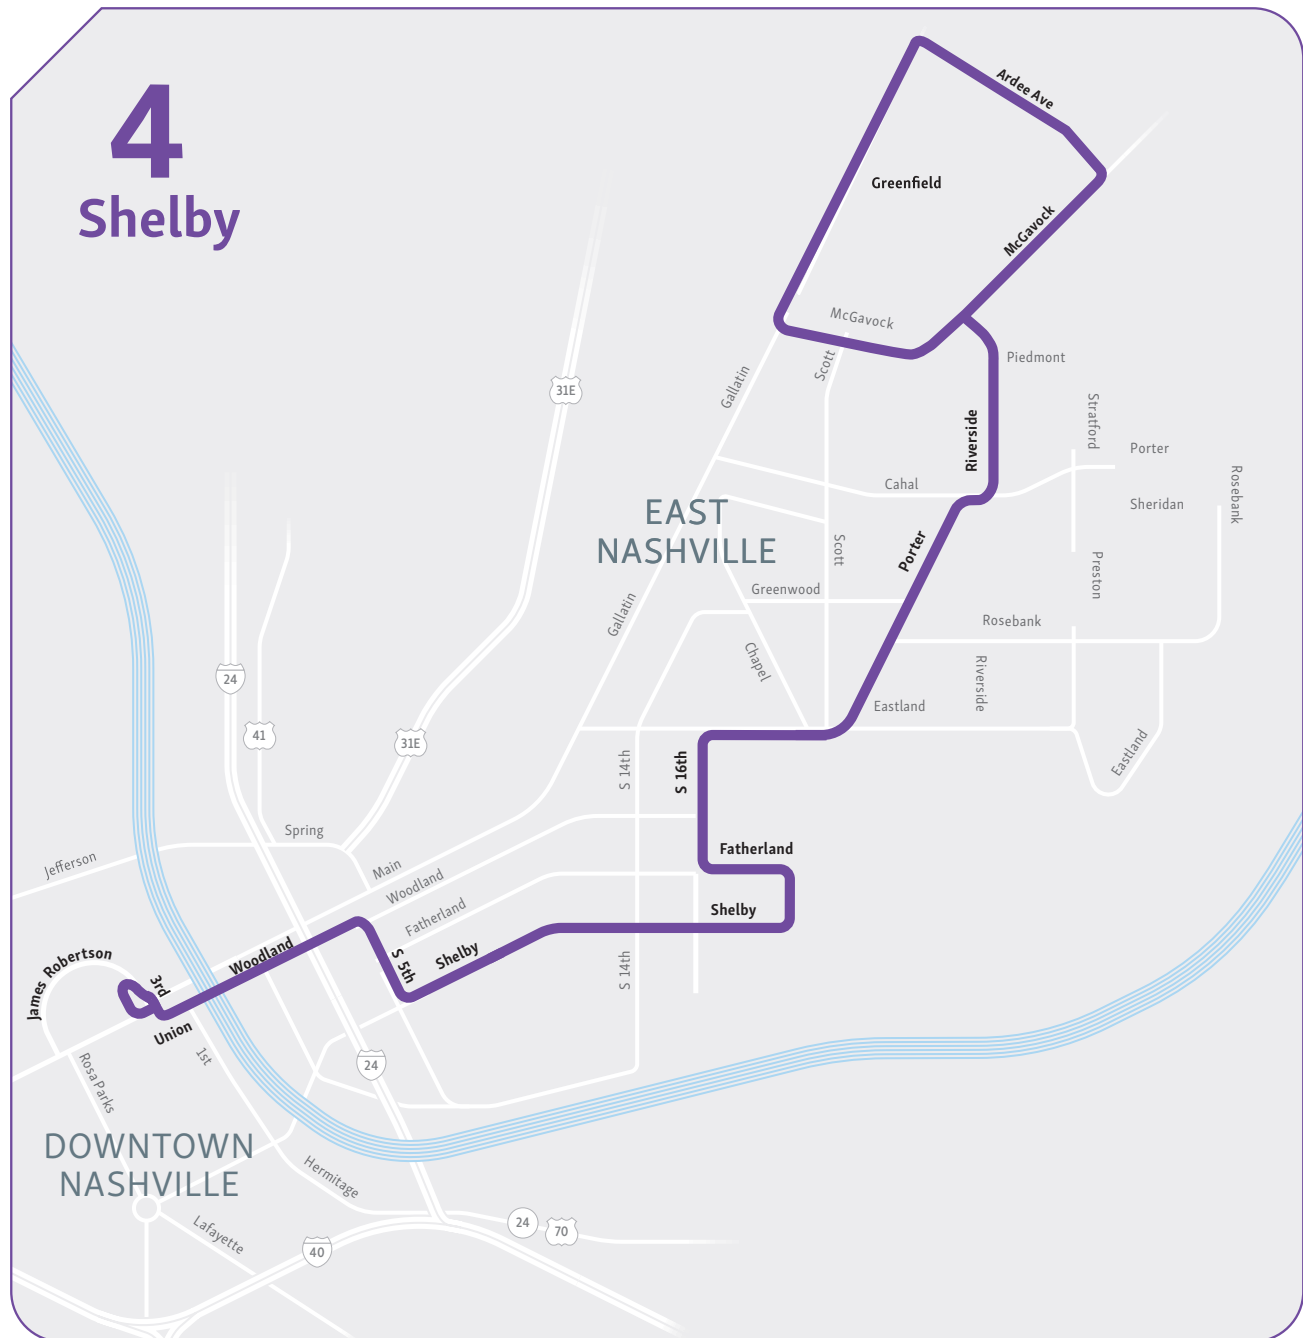 4
Shelby
Ardee Ave
Greenfield
McGavock
McGavock
Piedmont
Scott
Gallatin
31E
Riverside
Stratford
Porter
Cahal
Sheridan
Rosebank
EAST
NASHVILLE
Scott
Porter
Preston
Greenwood
Gallatin
Rosebank
Chapel
Riverside
24
Eastland
41
31E
Eastland
S 14th
S 16th
Spring
Jefferson
Main
Fatherland
Woodland
Fatherland
Shelby
Woodland
S 5th
Shelby
S 14th
James Robertson
3rd
Union
1st
24
Rosa Parks
DOWNTOWN
NASHVILLE
Hermitage
Lafayette
24
70
40